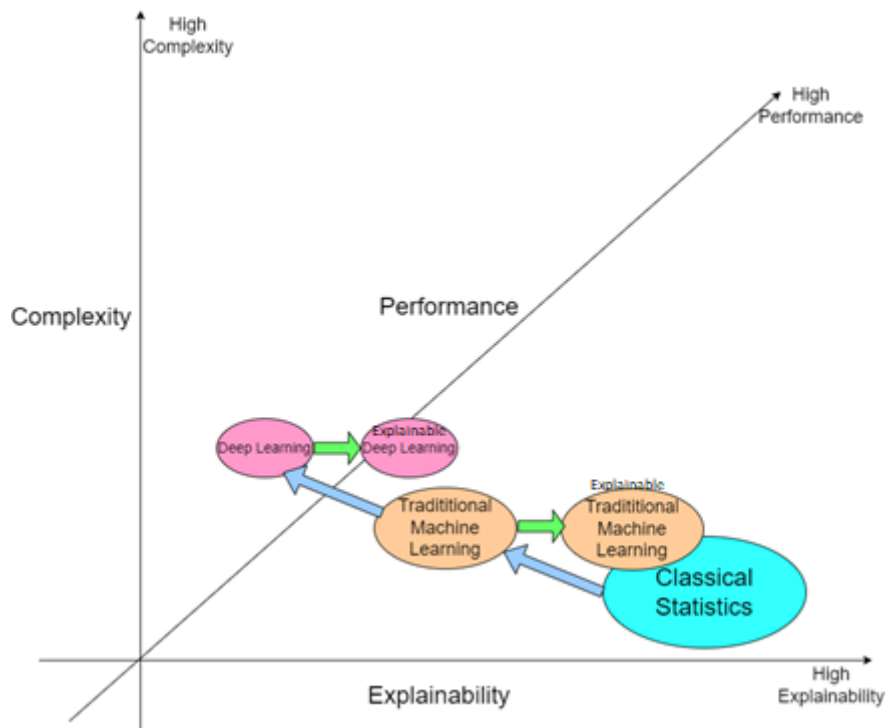 High
Complexity
High
Performance
Performance
Complexity
Deep Learning
Explainable
Deep Learning
Tradititional
Machine
Learning
Explainable
Tradititional
Machine
Learning
Classical
Statistics
Explainability
High
Explainability